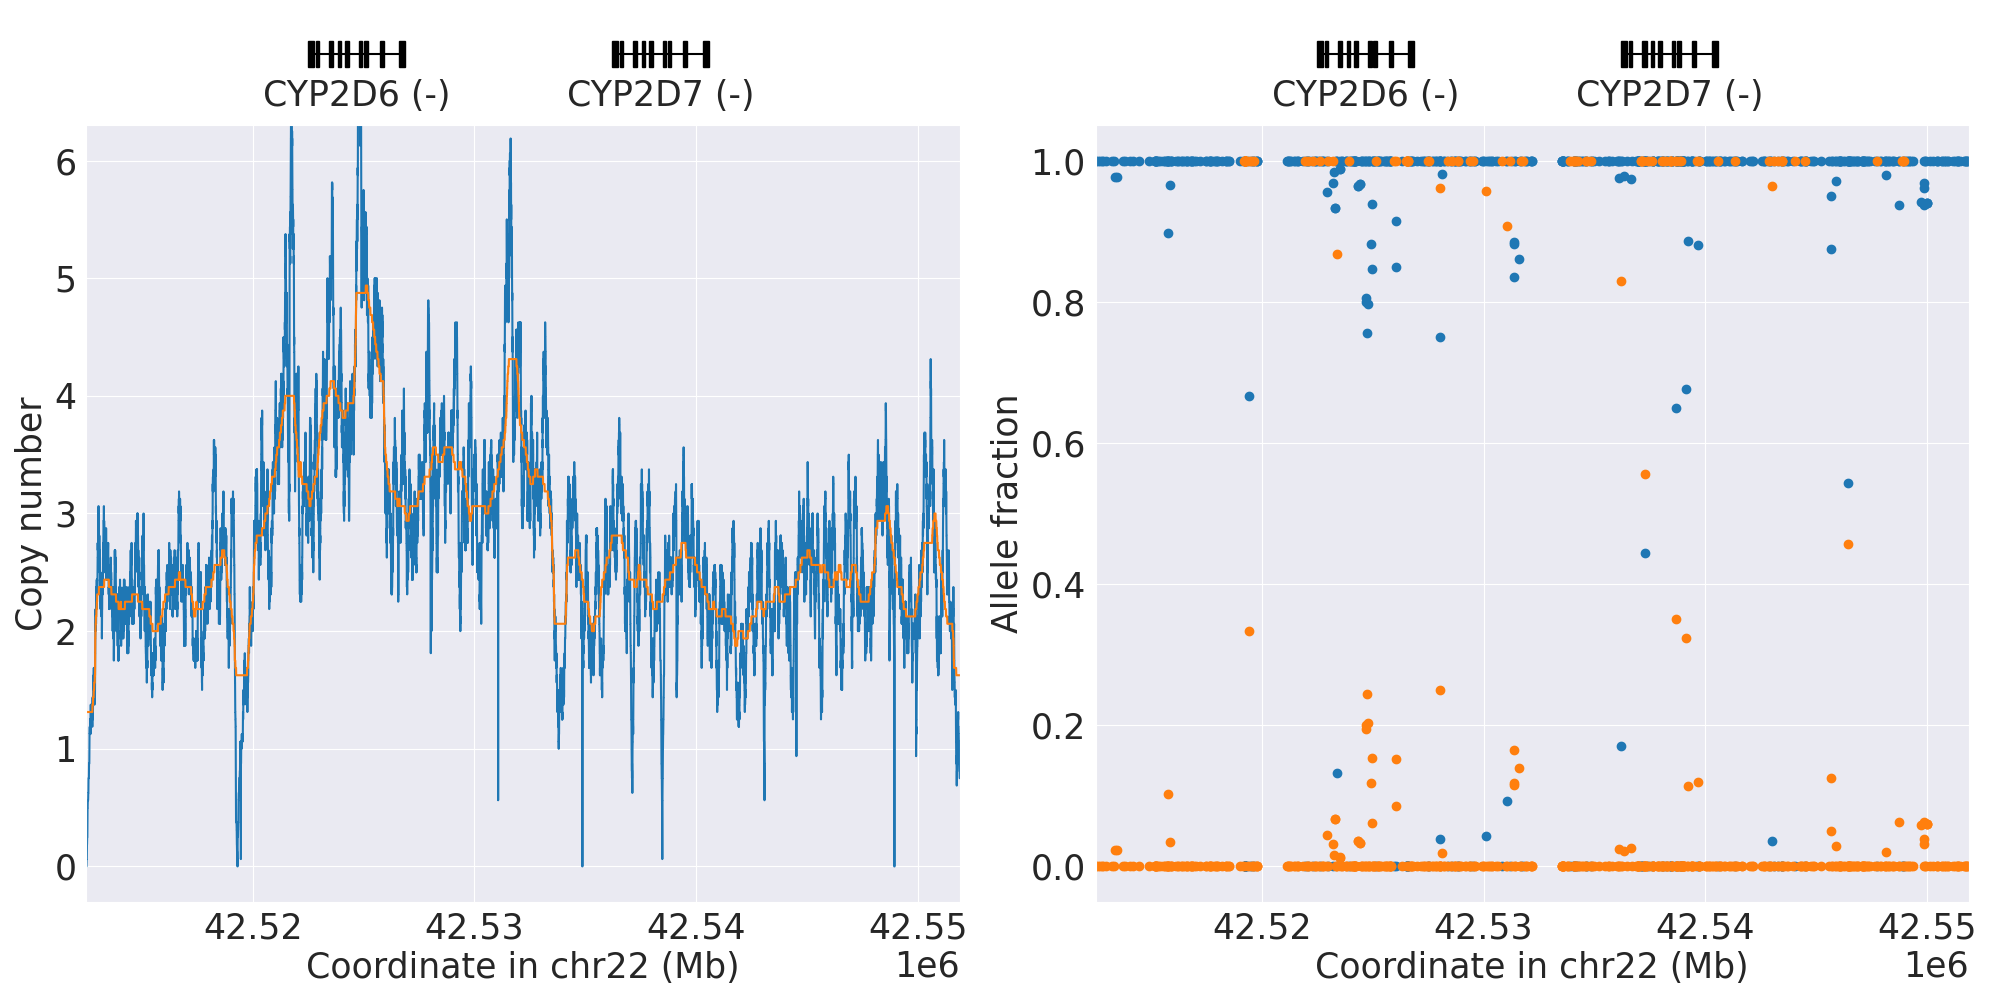 CYP2D6 (-) CYP2D7 (-)
6
5
4
3
2
1
0
Copy number
42.52 42.53 42.54 42.55
Coordinate in chr22 (Mb)
1e6
CYP2D6 (-) CYP2D7 (-)
1.0
0.8
0.6
0.4
0.2
0.0
Allele fraction
42.52 42.53 42.54 42.55
Coordinate in chr22 (Mb)
1e6